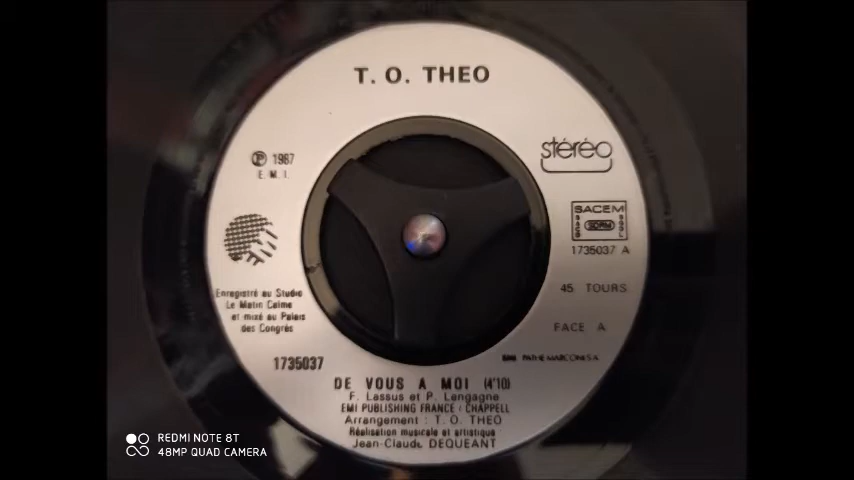 T. O. THEO
℗ 1987
E. M. I.
stéréo
SACEM
SDRM
1735037 A
Enregistré au Studio
Le Matin Calme
et mixé au Palais
des Congrès
45 TOURS
FACE A
1735037
EMI PATHE MARCONI S.A
DE VOUS A MOI (4'10)
F. Lassus et P. Langagne
EMI PUBLISHING FRANCE / CHAPPELL
Arrangement : T. O. THEO
Réalisation musicale et artistique
Jean-Claude DEQUEANT
REDMI NOTE 8T
48MP QUAD CAMERA